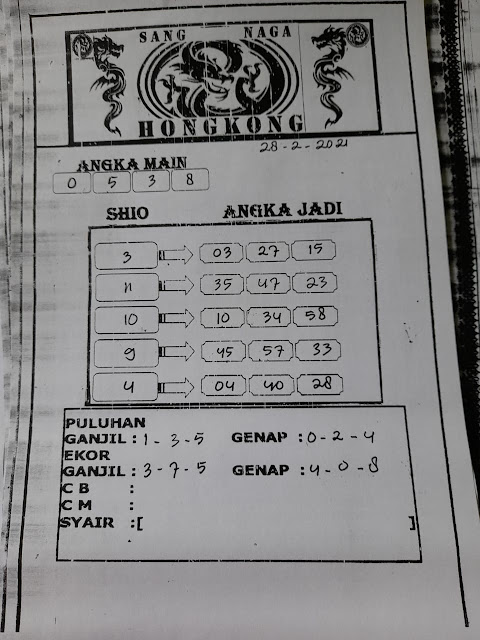 SANG NAGA
HONGKONG
28-2-2021
ANGKA MAIN
0 5 3 8
SHIO ANGKA JADI
3 03 27 15
11 35 47 23
10 10 34 58
9 45 57 33
4 04 40 28
PULUHAN
GANJIL : 1-3-5 GENAP : 0-2-4
EKOR
GANJIL : 3-7-5 GENAP : 4-0-8
C B :
C M :
SYAIR :[ ]